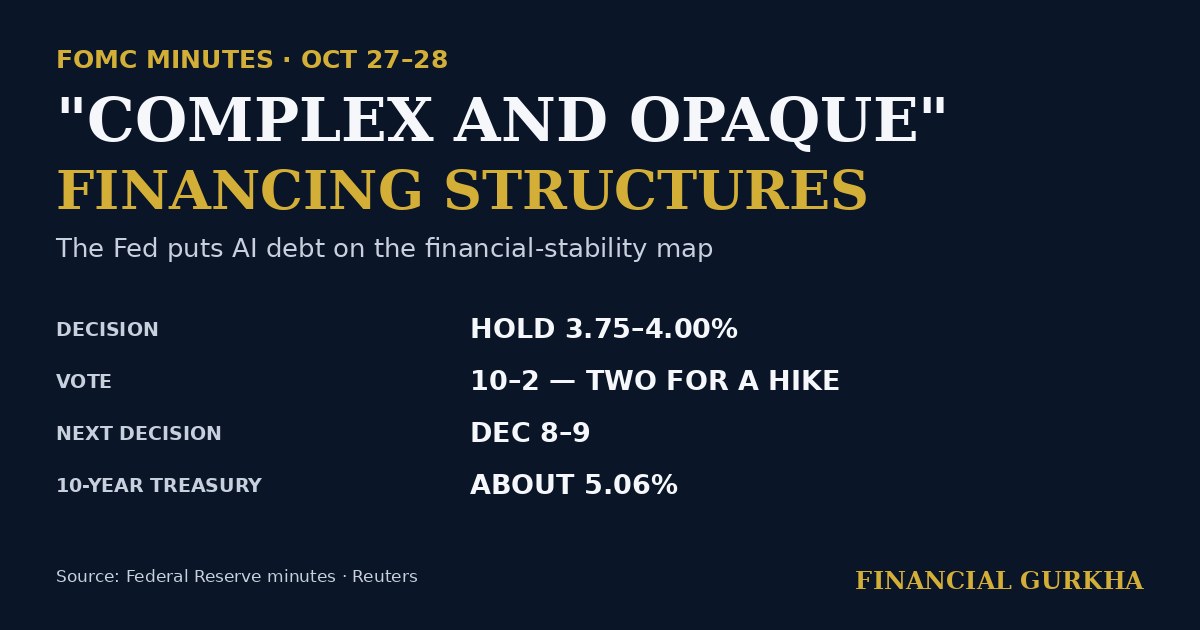 FOMC MINUTES · OCT 27–28
"COMPLEX AND OPAQUE"
FINANCING STRUCTURES
The Fed puts AI debt on the financial-stability map
DECISION HOLD 3.75–4.00%
VOTE 10–2 — TWO FOR A HIKE
NEXT DECISION DEC 8–9
10-YEAR TREASURY ABOUT 5.06%
Source: Federal Reserve minutes · Reuters
FINANCIAL GURKHA